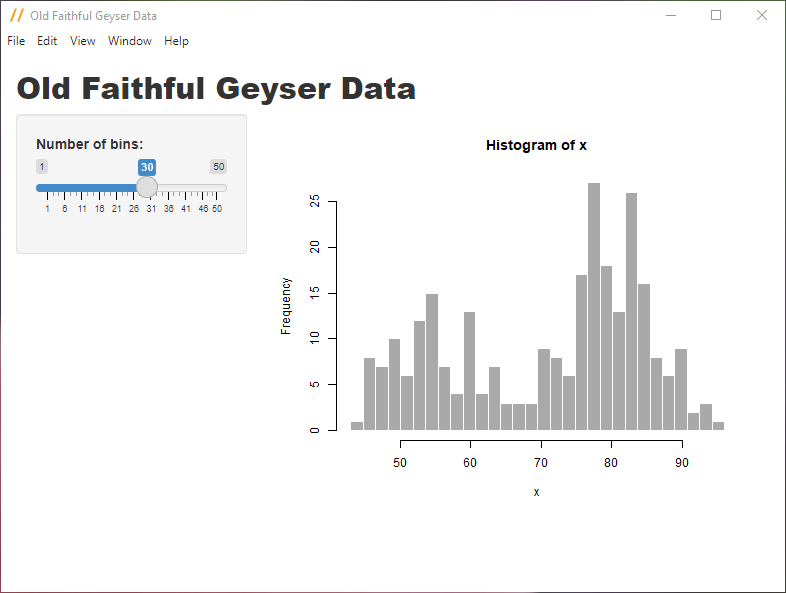 Old Faithful Geyser Data
File Edit View Window Help
Old Faithful Geyser Data
Number of bins:
1 30 50
1 6 11 16 21 26 31 36 41 46 50
Histogram of x
Frequency
25
20
15
10
5
0
50 60 70 80 90
x